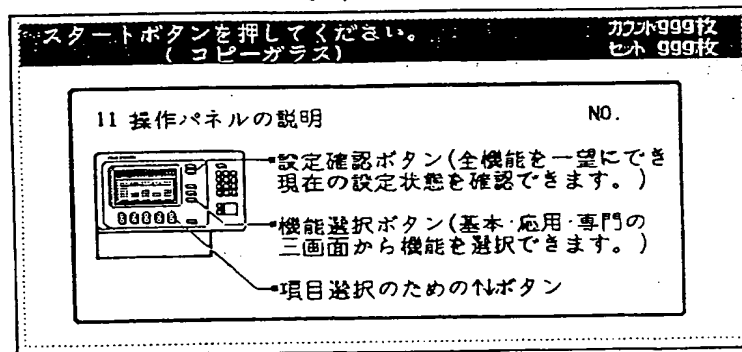 スタートボタンを押してください。 カウント999枚
(コピーガラス) セット 999枚
11 操作パネルの説明 NO.
設定確認ボタン(全機能を一望にでき
現在の設定状態を確認できます。)
機能選択ボタン(基本・応用・専門の
三画面から機能を選択できます。)
項目選択のための↑↓ボタン